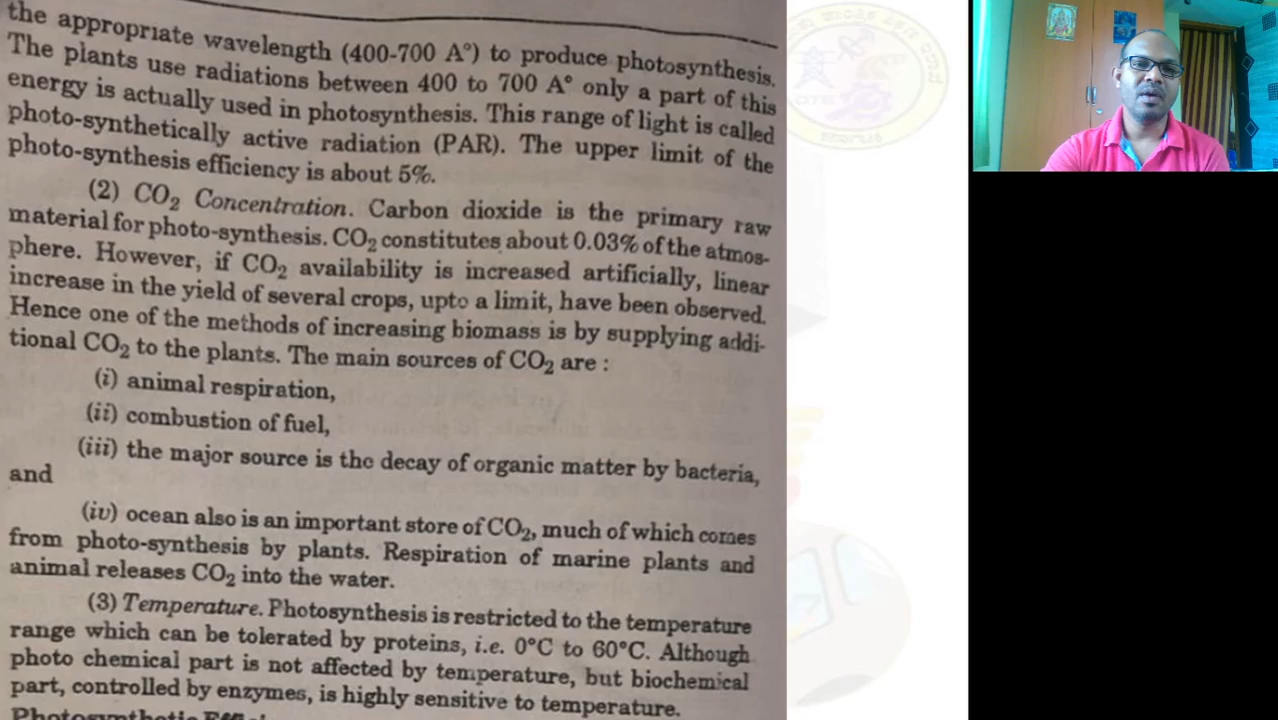 the appropriate wavelength (400-700 A°) to produce photosynthesis.
The plants use radiations between 400 to 700 A° only a part of this
energy is actually used in photosynthesis. This range of light is called
photo-synthetically active radiation (PAR). The upper limit of the
photo-synthesis efficiency is about 5%.
(2) CO₂ Concentration. Carbon dioxide is the primary raw
material for photo-synthesis. CO₂ constitutes about 0.03% of the atmos-
phere. However, if CO₂ availability is increased artificially, linear
increase in the yield of several crops, upto a limit, have been observed.
Hence one of the methods of increasing biomass is by supplying addi-
tional CO₂ to the plants. The main sources of CO₂ are :
(i) animal respiration,
(ii) combustion of fuel,
(iii) the major source is the decay of organic matter by bacteria,
and
(iv) ocean also is an important store of CO₂, much of which comes
from photo-synthesis by plants. Respiration of marine plants and
animal releases CO₂ into the water.
(3) Temperature. Photosynthesis is restricted to the temperature
range which can be tolerated by proteins, i.e. 0°C to 60°C. Although
photo chemical part is not affected by temperature, but biochemical
part, controlled by enzymes, is highly sensitive to temperature.